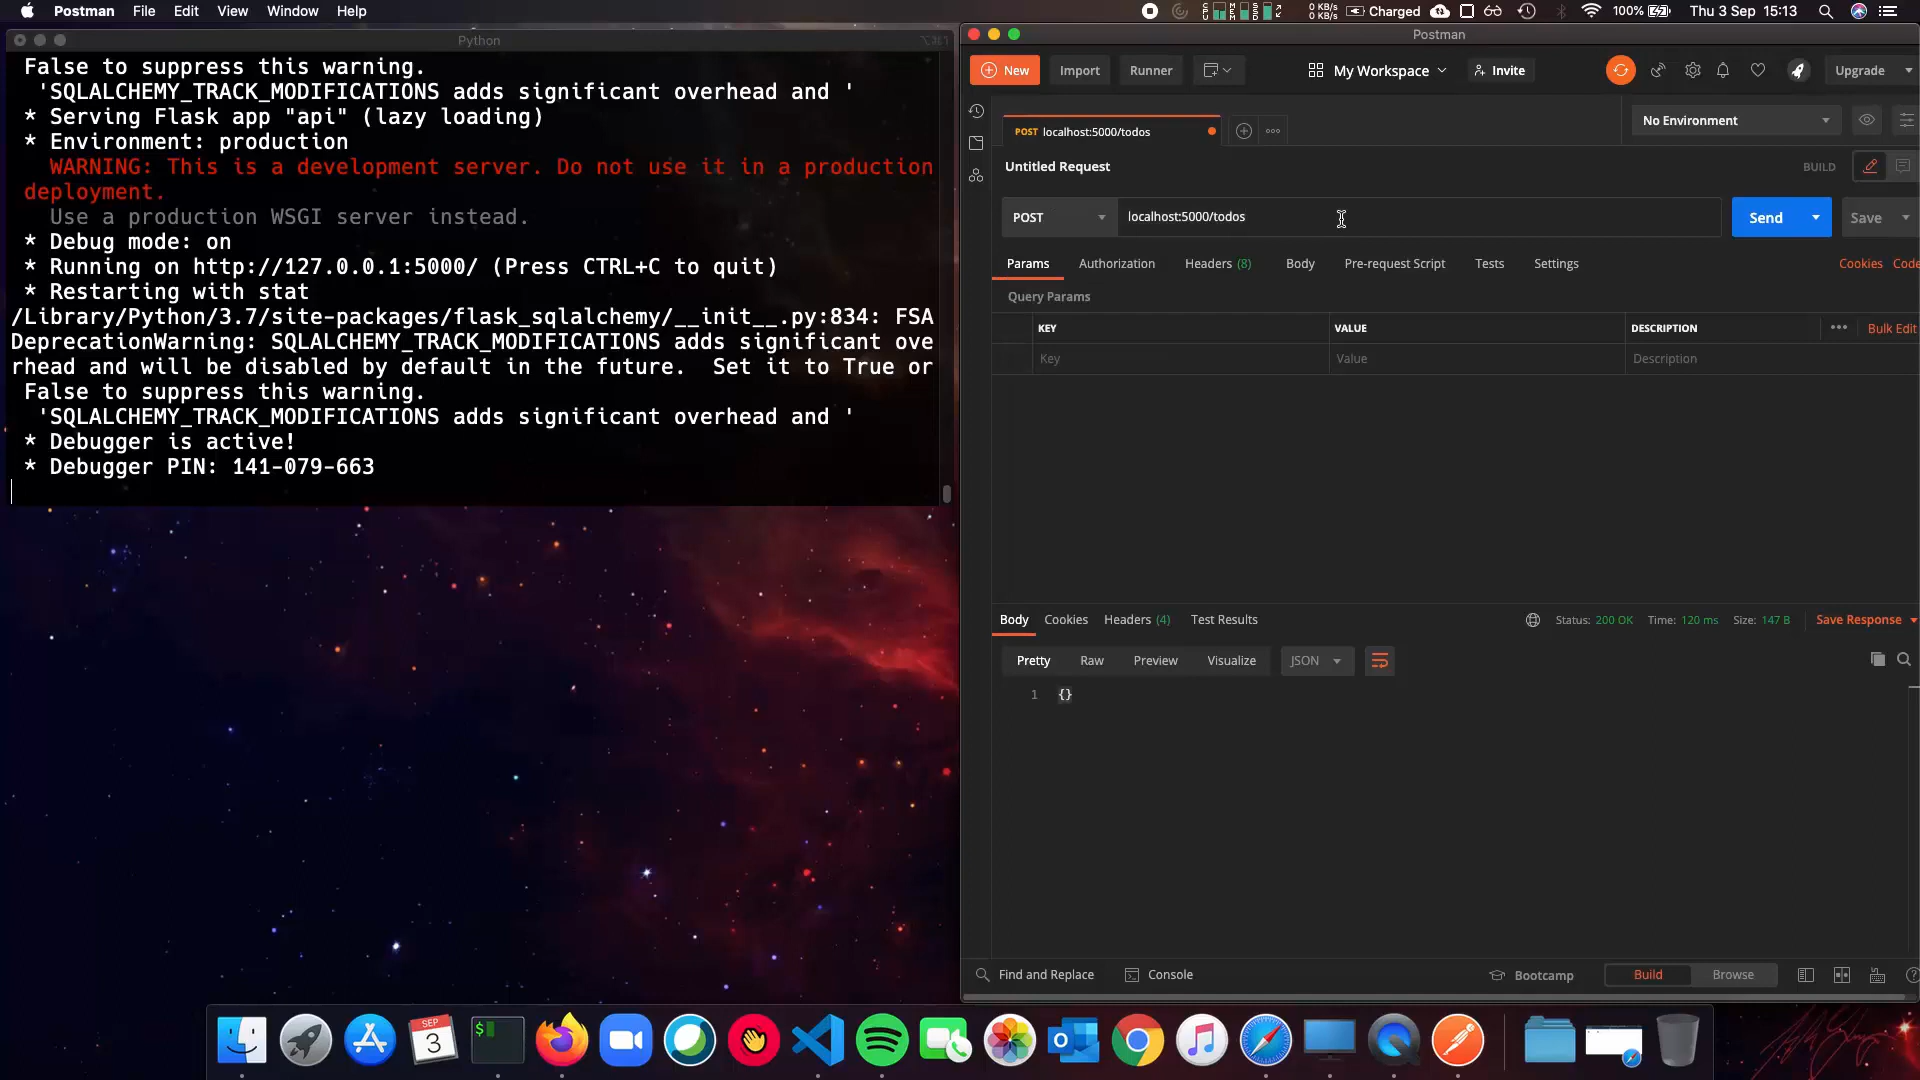 Postman File Edit View Window Help
0 KB/s
0 KB/s
Charged
100%
Thu 3 Sep 15:13
Python
False to suppress this warning.
'SQLALCHEMY_TRACK_MODIFICATIONS adds significant overhead and '
* Serving Flask app "api" (lazy loading)
* Environment: production
WARNING: This is a development server. Do not use it in a production
deployment.
Use a production WSGI server instead.
* Debug mode: on
* Running on http://127.0.0.1:5000/ (Press CTRL+C to quit)
* Restarting with stat
/Library/Python/3.7/site-packages/flask_sqlalchemy/__init__.py:834: FSA
DeprecationWarning: SQLALCHEMY_TRACK_MODIFICATIONS adds significant ove
rhead and will be disabled by default in the future.  Set it to True or
False to suppress this warning.
'SQLALCHEMY_TRACK_MODIFICATIONS adds significant overhead and '
* Debugger is active!
* Debugger PIN: 141-079-663
Postman
New Import Runner My Workspace Invite Upgrade
POST localhost:5000/todos
No Environment
Untitled Request
BUILD
POST localhost:5000/todos Send Save
Params Authorization Headers (8) Body Pre-request Script Tests Settings Cookies Code
Query Params
KEY VALUE DESCRIPTION ••• Bulk Edit
Key Value Description
Body Cookies Headers (4) Test Results Status: 200 OK Time: 120 ms Size: 147 B Save Response
Pretty Raw Preview Visualize JSON
1 {}
Find and Replace Console Bootcamp Build Browse
SEP
3
$